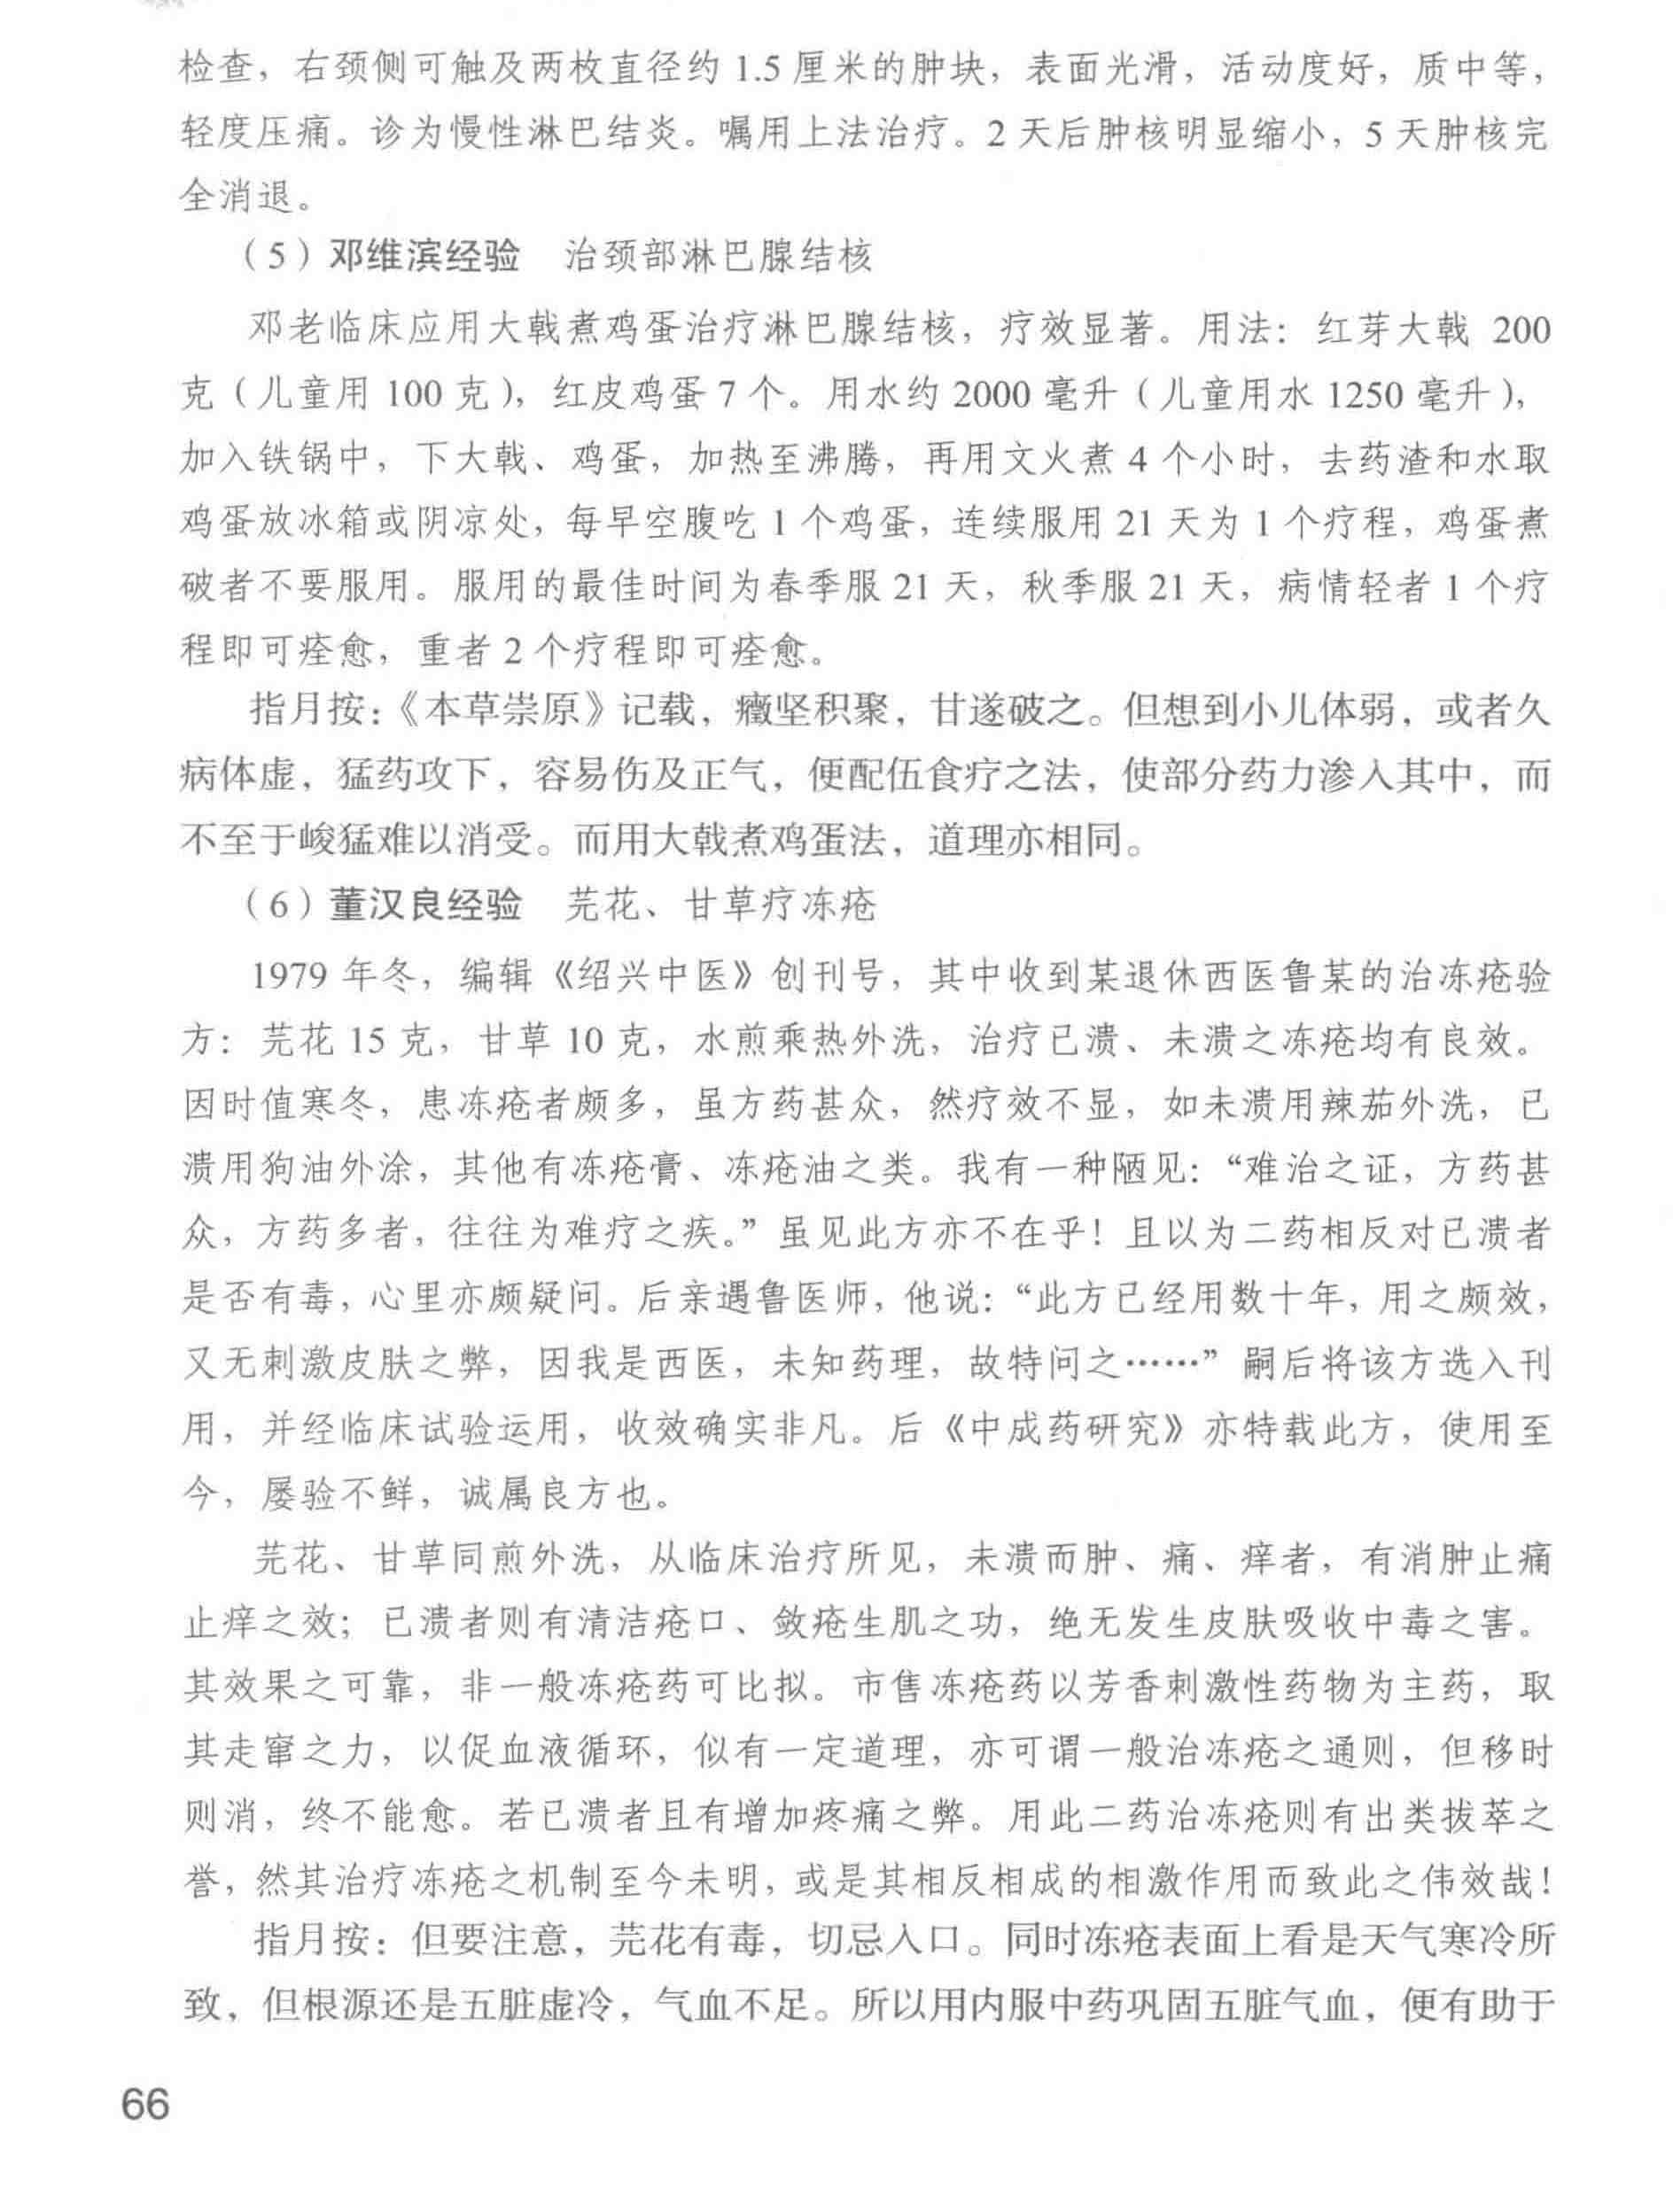 检查，右颈侧可触及两枚直径约 1.5 厘米的肿块，表面光滑，活动度好，质中等，
轻度压痛。诊为慢性淋巴结炎。嘱用上法治疗。2 天后肿核明显缩小，5 天肿核完
全消退。
（5）邓维滨经验　治颈部淋巴腺结核
邓老临床应用大戟煮鸡蛋治疗淋巴腺结核，疗效显著。用法：红芽大戟 200
克（儿童用 100 克），红皮鸡蛋 7 个。用水约 2000 毫升（儿童用水 1250 毫升），
加入铁锅中，下大戟、鸡蛋，加热至沸腾，再用文火煮 4 个小时，去药渣和水取
鸡蛋放冰箱或阴凉处，每早空腹吃 1 个鸡蛋，连续服用 21 天为 1 个疗程，鸡蛋煮
破者不要服用。服用的最佳时间为春季服 21 天，秋季服 21 天，病情轻者 1 个疗
程即可痊愈，重者 2 个疗程即可痊愈。
指月按：《本草崇原》记载，癥坚积聚，甘遂破之。但想到小儿体弱，或者久
病体虚，猛药攻下，容易伤及正气，便配伍食疗之法，使部分药力渗入其中，而
不至于峻猛难以消受。而用大戟煮鸡蛋法，道理亦相同。
（6）董汉良经验　芫花、甘草疗冻疮
1979 年冬，编辑《绍兴中医》创刊号，其中收到某退休西医鲁某的治冻疮验
方：芫花 15 克，甘草 10 克，水煎乘热外洗，治疗已溃、未溃之冻疮均有良效。
因时值寒冬，患冻疮者颇多，虽方药甚众，然疗效不显，如未溃用辣茄外洗，已
溃用狗油外涂，其他有冻疮膏、冻疮油之类。我有一种陋见：“难治之证，方药甚
众，方药多者，往往为难疗之疾。”虽见此方亦不在乎！且以为二药相反对已溃者
是否有毒，心里亦颇疑问。后亲遇鲁医师，他说：“此方已经用数十年，用之颇效，
又无刺激皮肤之弊，因我是西医，未知药理，故特问之……”嗣后将该方选入刊
用，并经临床试验运用，收效确实非凡。后《中成药研究》亦特载此方，使用至
今，屡验不鲜，诚属良方也。
芫花、甘草同煎外洗，从临床治疗所见，未溃而肿、痛、痒者，有消肿止痛
止痒之效；已溃者则有清洁疮口、敛疮生肌之功，绝无发生皮肤吸收中毒之害。
其效果之可靠，非一般冻疮药可比拟。市售冻疮药以芳香刺激性药物为主药，取
其走窜之力，以促血液循环，似有一定道理，亦可谓一般治冻疮之通则，但移时
则消，终不能愈。若已溃者且有增加疼痛之弊。用此二药治冻疮则有出类拔萃之
誉，然其治疗冻疮之机制至今未明，或是其相反相成的相激作用而致此之伟效哉！
指月按：但要注意，芫花有毒，切忌入口。同时冻疮表面上看是天气寒冷所
致，但根源还是五脏虚冷，气血不足。所以用内服中药巩固五脏气血，便有助于
66